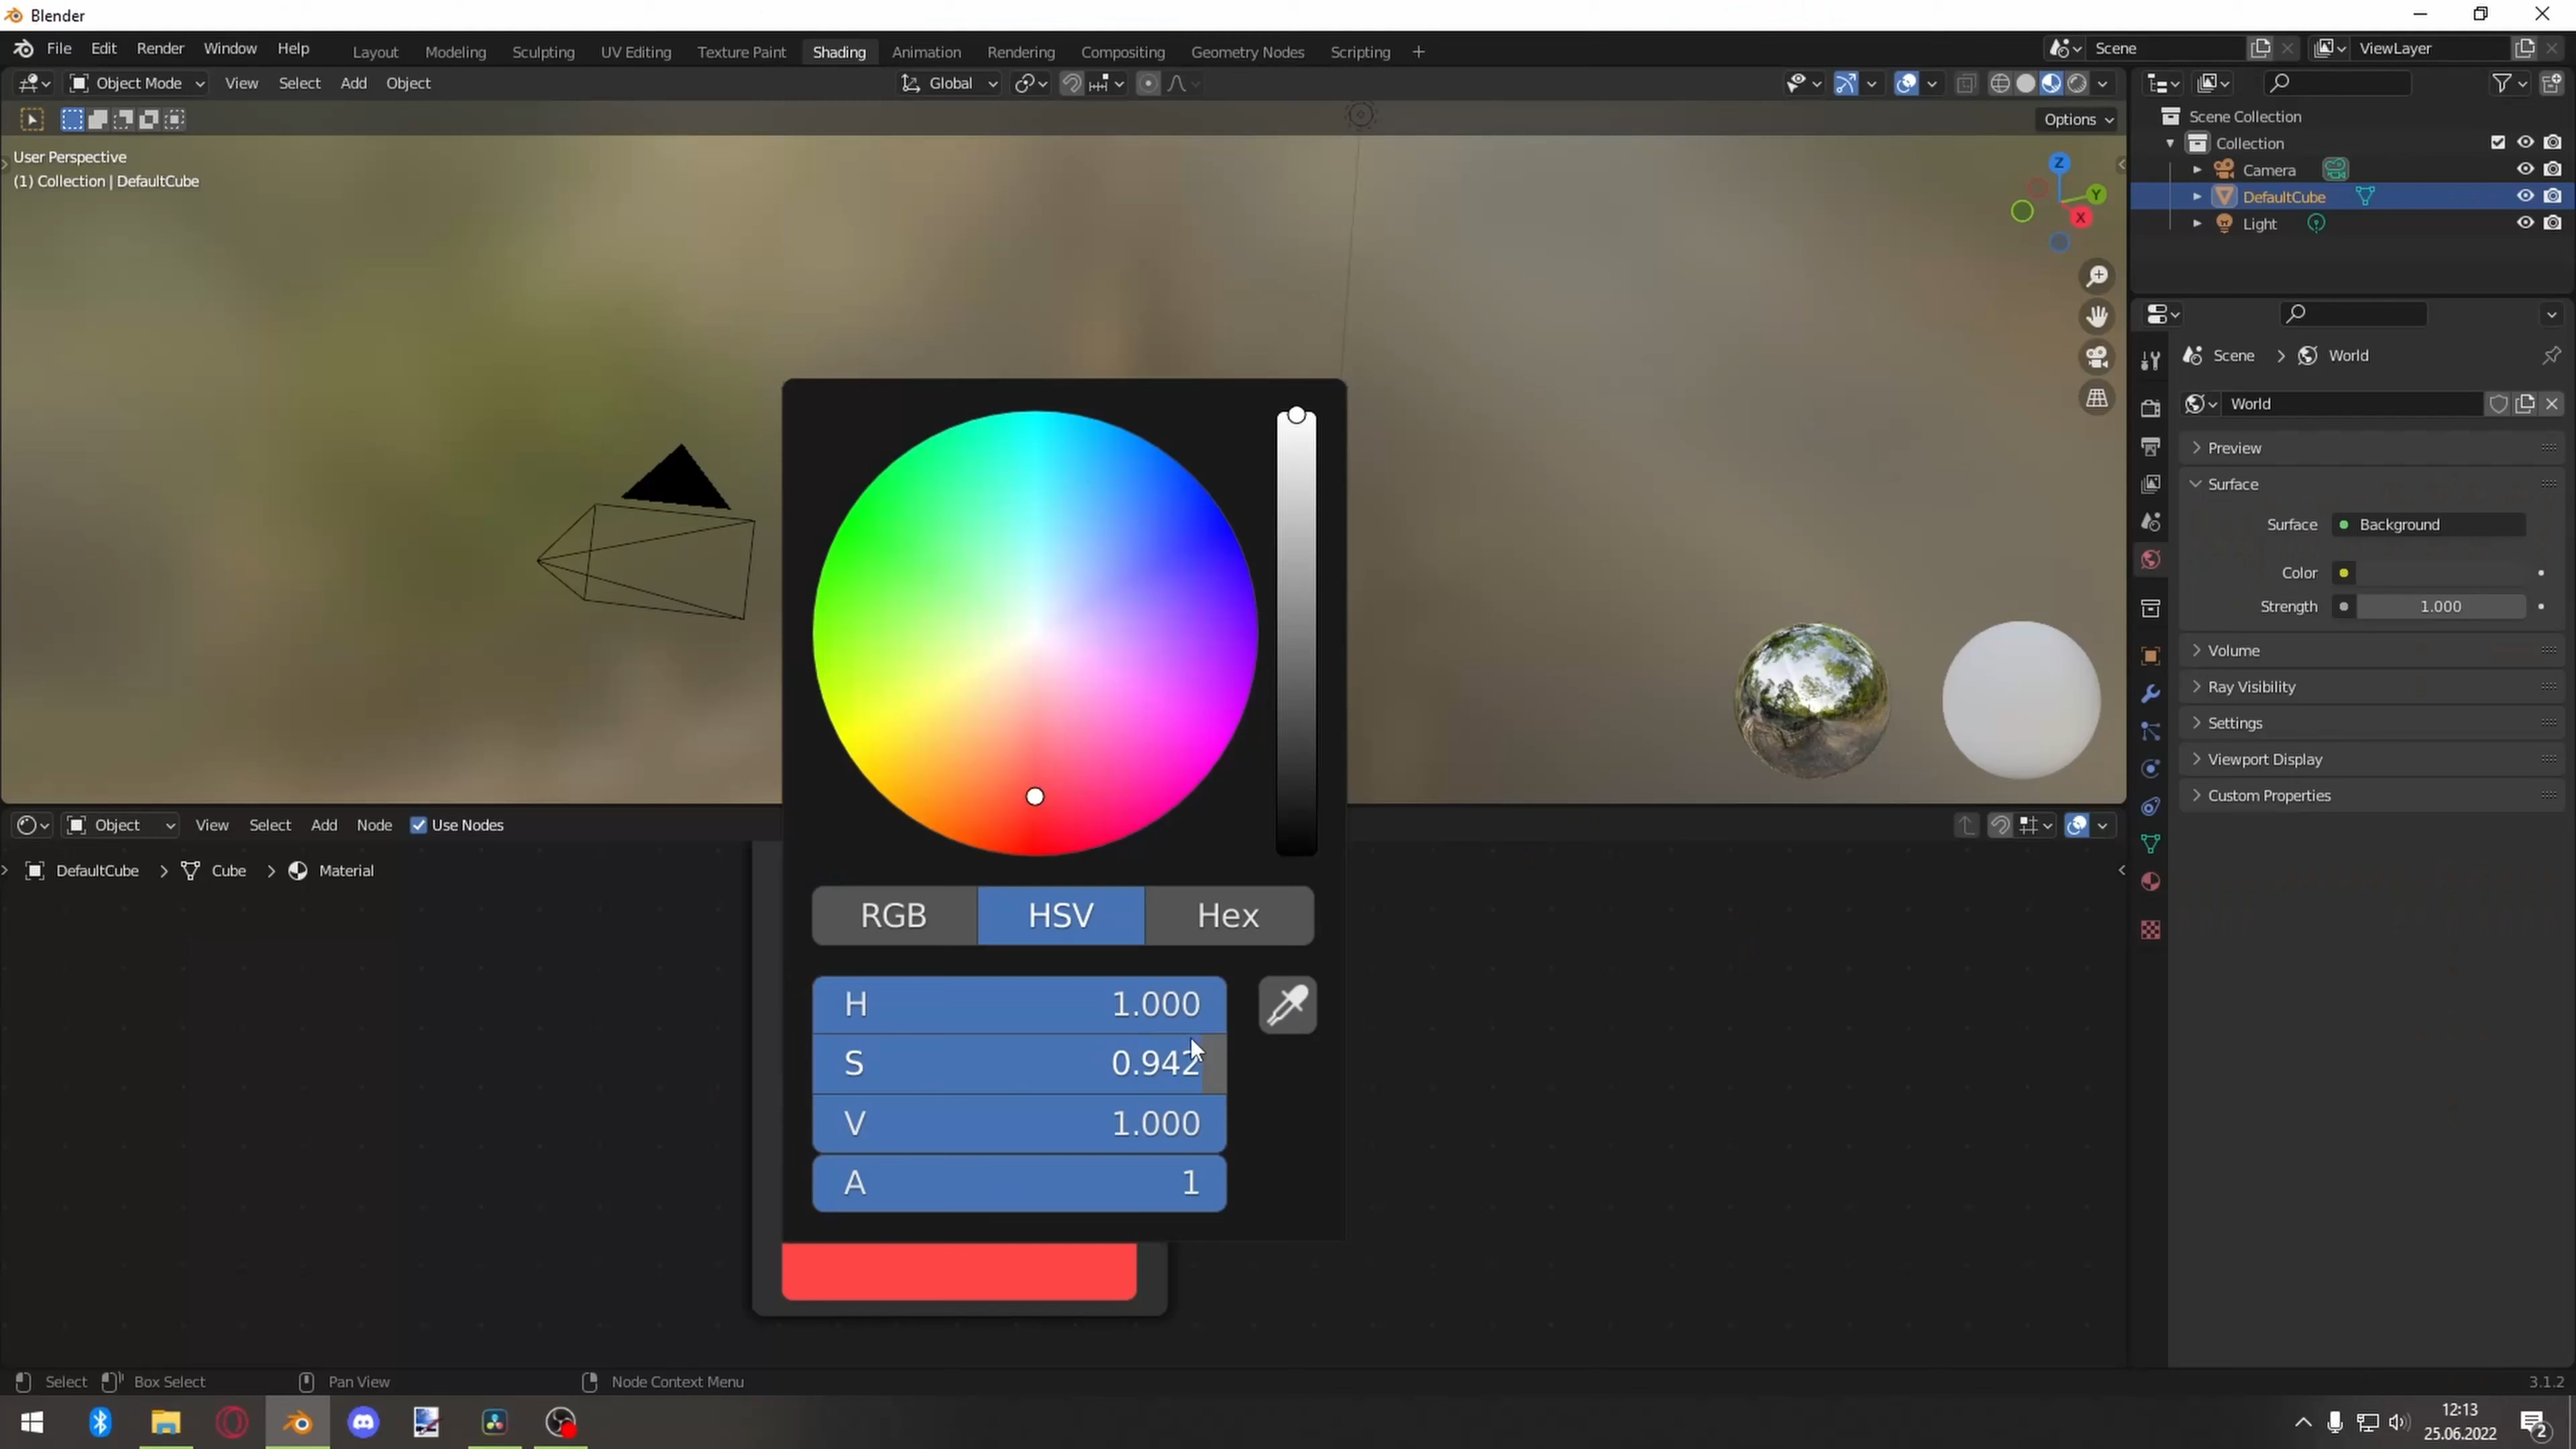 Blender
File Edit Render Window Help
Layout Modeling Sculpting UV Editing Texture Paint Shading Animation Rendering Compositing Geometry Nodes Scripting +
Scene
ViewLayer
Object Mode View Select Add Object
Global
Options
User Perspective
(1) Collection | DefaultCube
Z
Y
X
Scene Collection
Collection
Camera
DefaultCube
Light
Scene > World
World
Preview
Surface
Surface Background
Color
Strength 1.000
Volume
Ray Visibility
Settings
Viewport Display
Custom Properties
RGB HSV Hex
H 1.000
S 0.942
V 1.000
A 1
Object View Select Add Node Use Nodes
DefaultCube > Cube > Material
Select Box Select Pan View Node Context Menu
3.1.2
12:13
25.06.2022
2